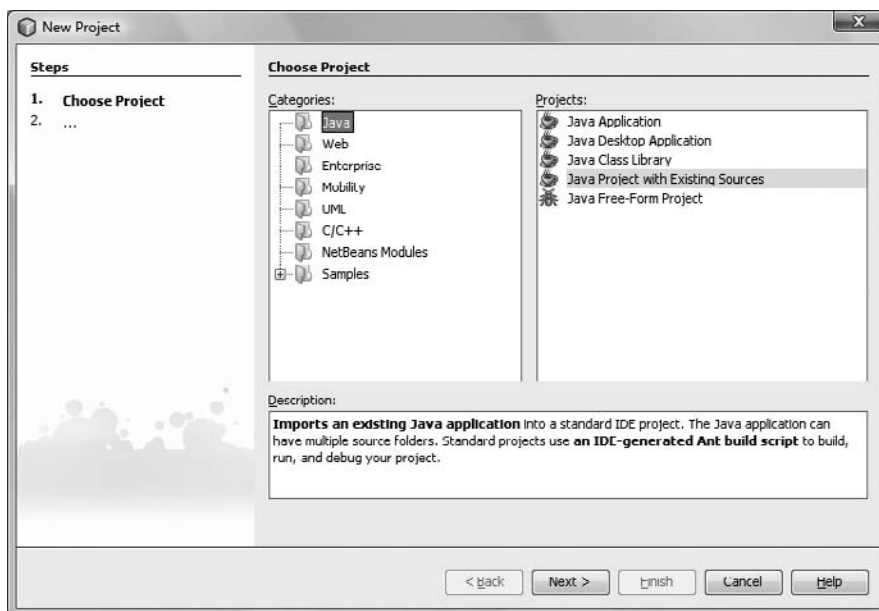 New Project
Steps
1. Choose Project
2. ...
Choose Project
Categories:
Java
Web
Enterprise
Mobility
UML
C/C++
NetBeans Modules
Samples
Projects:
Java Application
Java Desktop Application
Java Class Library
Java Project with Existing Sources
Java Free-Form Project
Description:
Imports an existing Java application into a standard IDE project. The Java application can
have multiple source folders. Standard projects use an IDE-generated Ant build script to build,
run, and debug your project.
< Back
Next >
Finish
Cancel
Help